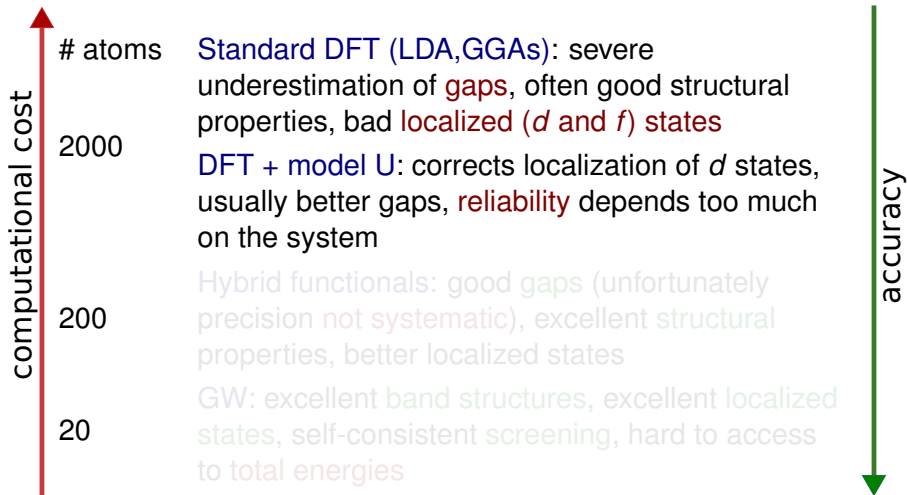 # atoms
Standard DFT (LDA,GGAs): severe
underestimation of gaps, often good structural
properties, bad localized (d and f) states
2000
DFT + model U: corrects localization of d states,
usually better gaps, reliability depends too much
on the system
Hybrid functionals: good gaps (unfortunately
200
precision not systematic), excellent structural
properties, better localized states
GW: excellent band structures, excellent localized
20
states, self-consistent screening, hard to access
to total energies
computational cost
accuracy